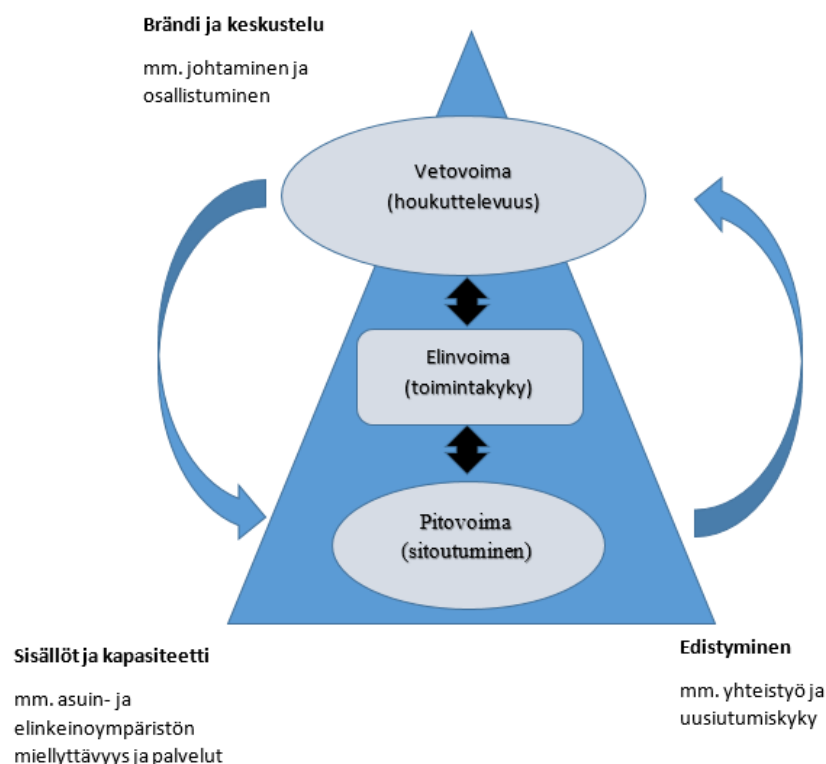 Brändi ja keskustelu
mm. johtaminen ja
osallistuminen
Vetovoima
(houkuttelevuus)
Elinvoima
(toimintakyky)
Pitovoima
(sitoutuminen)
Sisällöt ja kapasiteetti
mm. asuin- ja
elinkeinoympäristön
miellyttävyys ja palvelut
Edistyminen
mm. yhteistyö ja
uusiutumiskyky